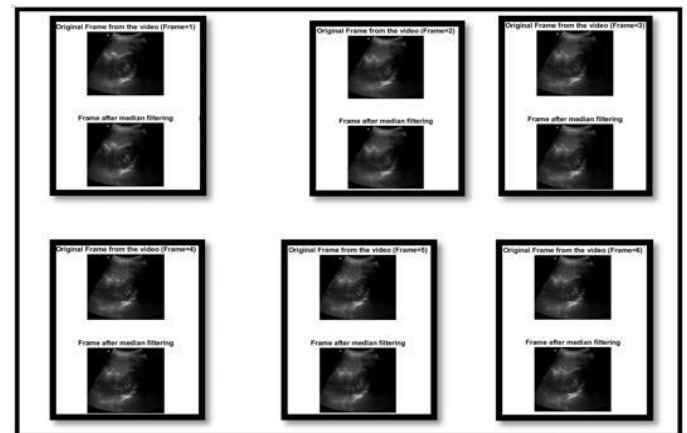 Original Frame from the video (Frame=1)
Frame after median filtering
Original Frame from the video (Frame=2)
Frame after median filtering
Original Frame from the video (Frame=3)
Frame after median filtering
Original Frame from the video (Frame=4)
Frame after median filtering
Original Frame from the video (Frame=5)
Frame after median filtering
Original Frame from the video (Frame=6)
Frame after median filtering